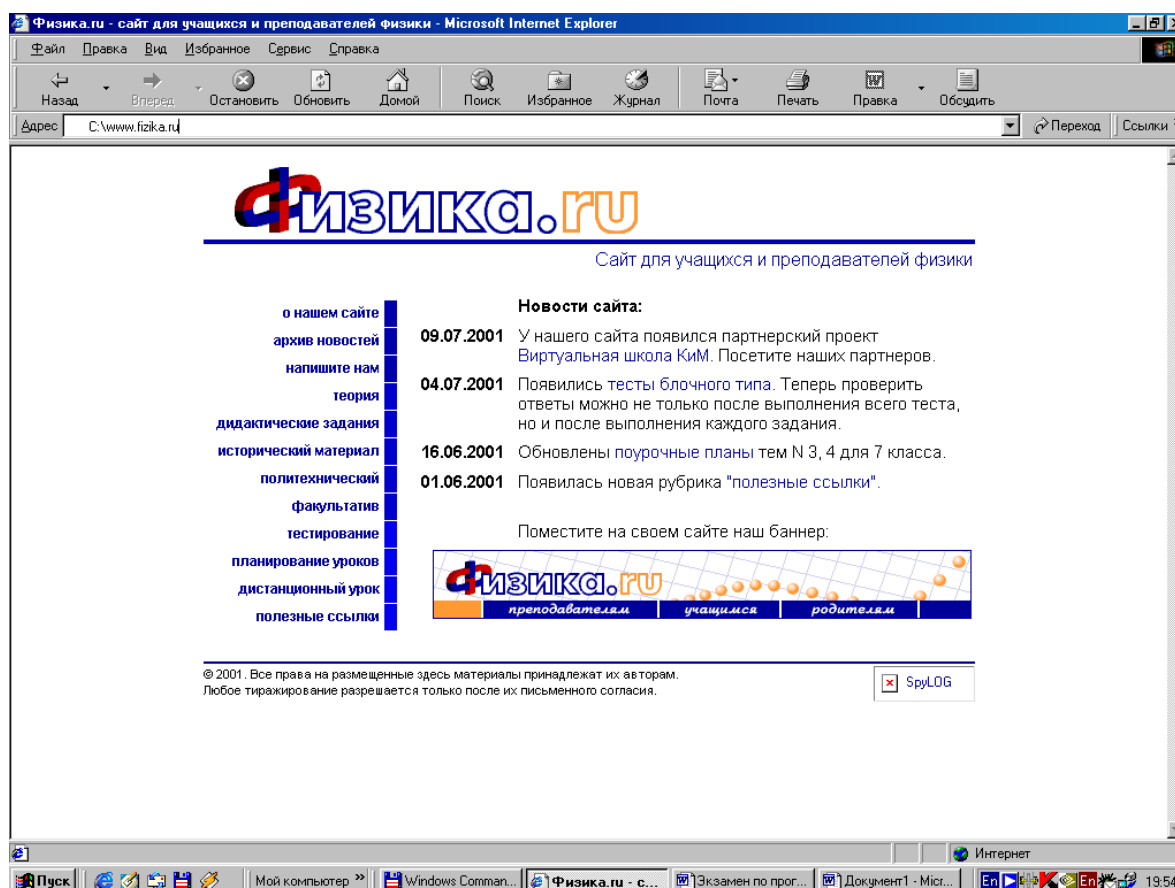 Физика.ru - сайт для учащихся и преподавателей физики - Microsoft Internet Explorer
Файл Правка Вид Избранное Сервис Справка
Назад Вперед Остановить Обновить Домой Поиск Избранное Журнал Почта Печать Правка Обсудить
Адрес C:\www.fizika.ru Переход Ссылки
Физика.ru
Сайт для учащихся и преподавателей физики
о нашем сайте
архив новостей
напишите нам
теория
дидактические задания
исторический материал
политехнический
факультатив
тестирование
планирование уроков
дистанционный урок
полезные ссылки
Новости сайта:
09.07.2001 У нашего сайта появился партнерский проект
Виртуальная школа КиМ. Посетите наших партнеров.
04.07.2001 Появились тесты блочного типа. Теперь проверить
ответы можно не только после выполнения всего теста,
но и после выполнения каждого задания.
16.06.2001 Обновлены поурочные планы тем N 3, 4 для 7 класса.
01.06.2001 Появилась новая рубрика "полезные ссылки".
Поместите на своем сайте наш баннер:
Физика.ru
преподавателям учащимся родителям
© 2001. Все права на размещенные здесь материалы принадлежат их авторам.
Любое тиражирование разрешается только после их письменного согласия.
SpyLOG
Интернет
Пуск Мой компьютер » Windows Comman... Физика.ru - с... Экзамен по прог... Документ1 - Micr... En En